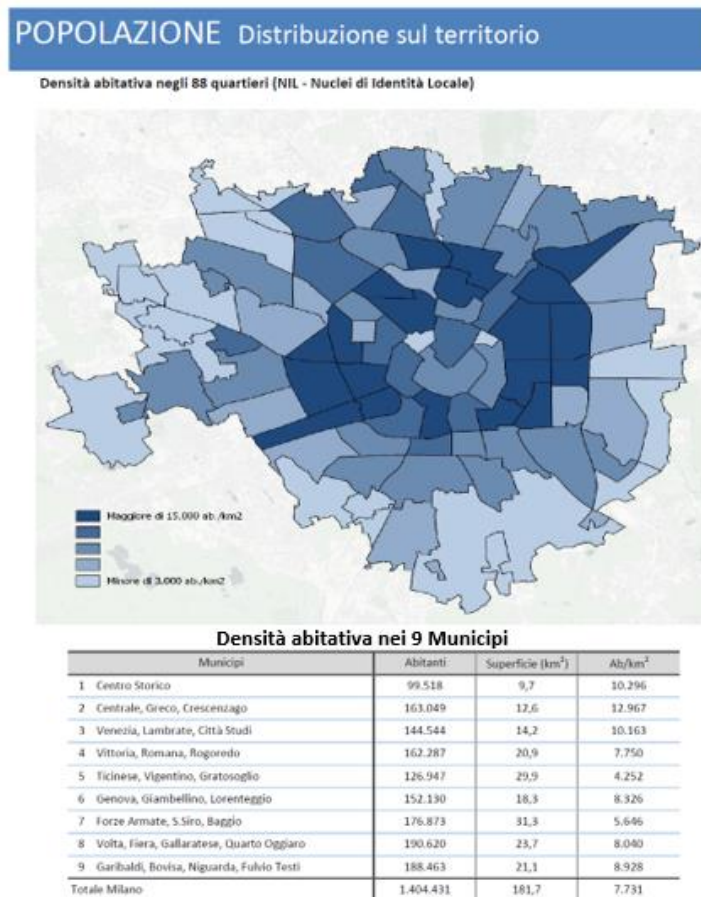 POPOLAZIONE Distribuzione sul territorio
Densità abitativa negli 88 quartieri (NIL - Nuclei di Identità Locale)
Maggiore di 15.000 ab./km2
Minore di 3.000 ab./km2
Densità abitativa nei 9 Municipi
Municipi Abitanti Superficie (km²) Ab/km²
1 Centro Storico 99.518 9,7 10.296
2 Centrale, Greco, Crescenzago 163.049 12,6 12.967
3 Venezia, Lambrate, Città Studi 144.544 14,2 10.163
4 Vittoria, Romana, Rogoredo 162.287 20,9 7.750
5 Ticinese, Vigentino, Gratosoglio 126.947 29,9 4.252
6 Genova, Giambellino, Lorenteggio 152.130 18,3 8.326
7 Forze Armate, S.Siro, Baggio 176.873 31,3 5.646
8 Volta, Fiera, Gallaratese, Quarto Oggiaro 190.620 23,7 8.040
9 Garibaldi, Bovisa, Niguarda, Fulvio Testi 188.463 21,1 8.928
Totale Milano 1.404.431 181,7 7.731